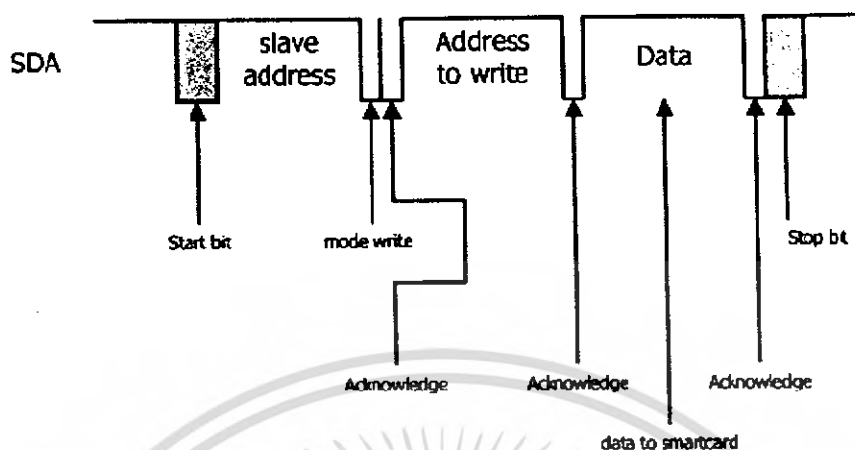 SDA
slave
address
Address
to write
Data
Start bit
mode write
Stop bit
Acknowledge
Acknowledge
Acknowledge
data to smartcard